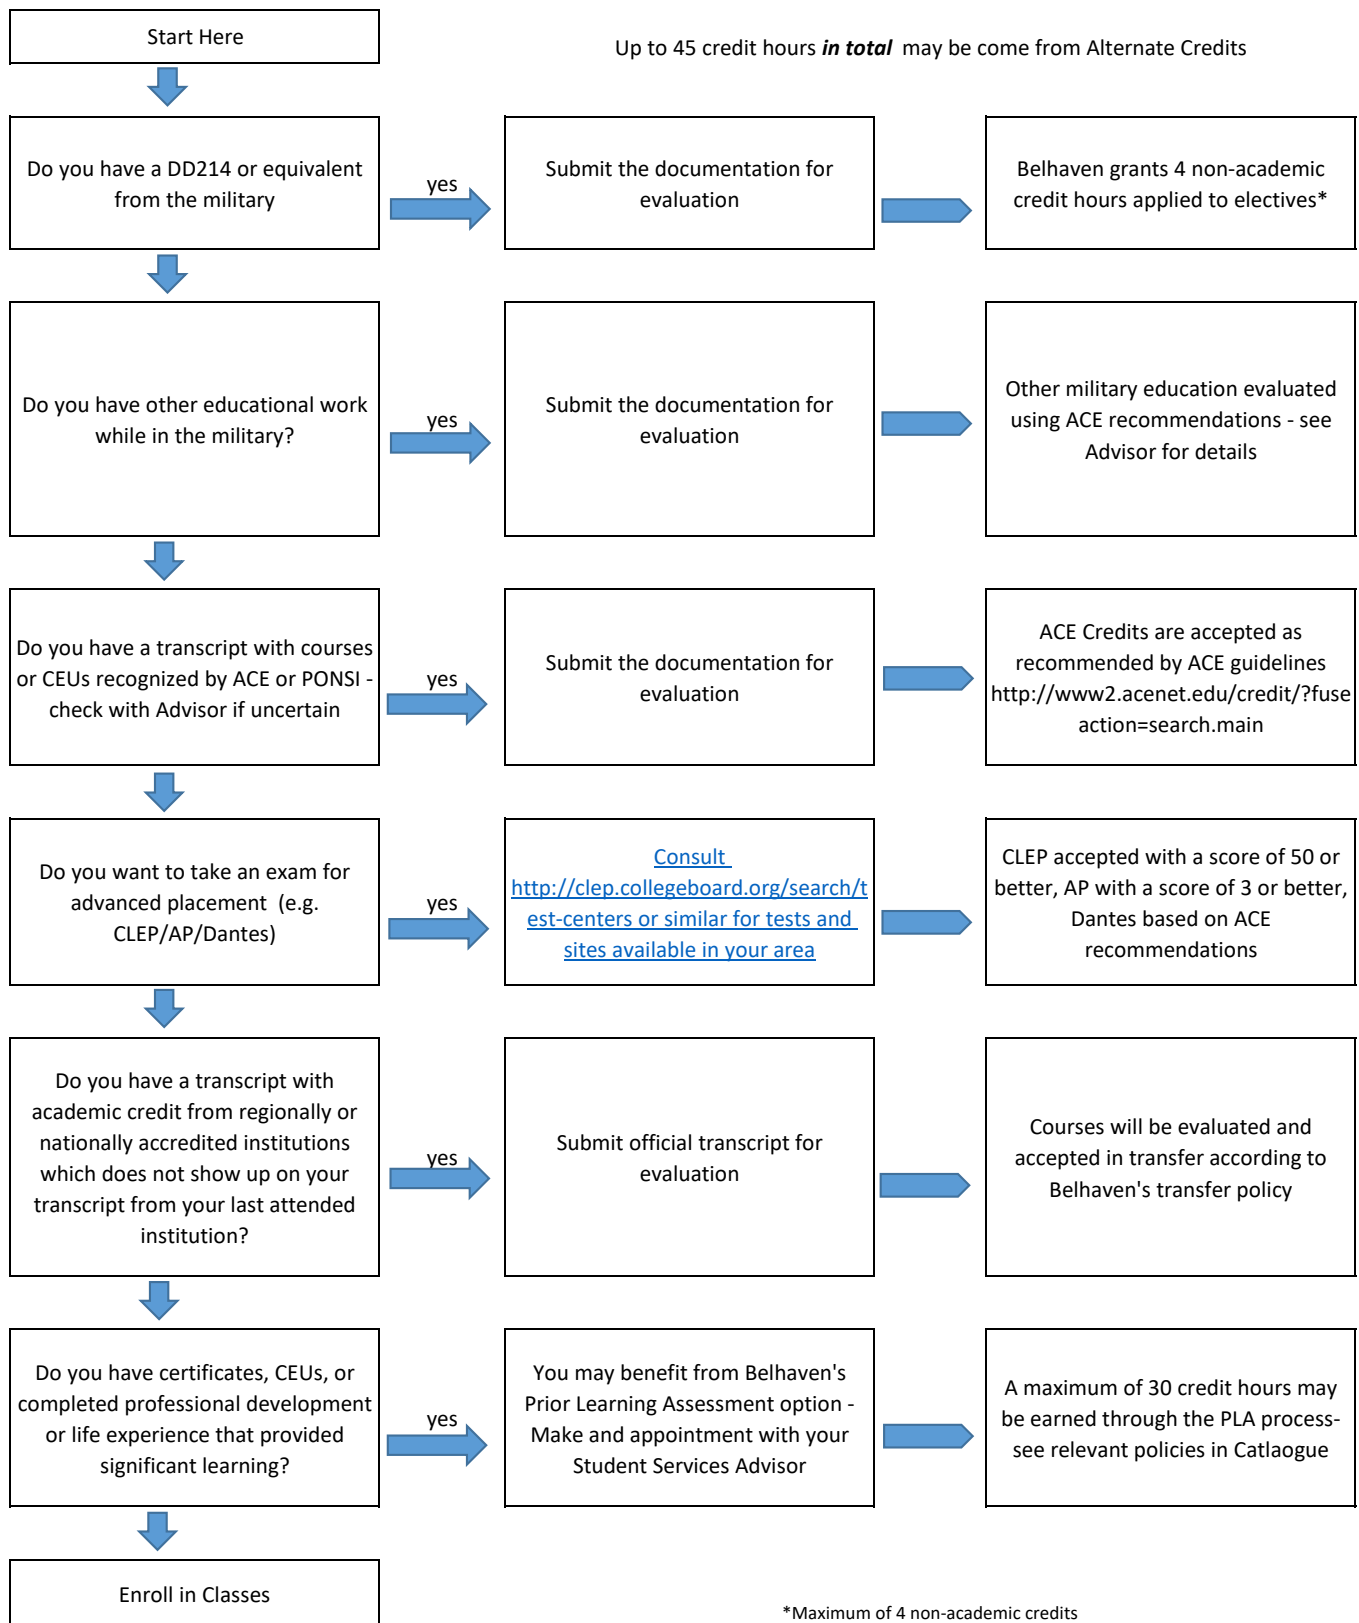 Start Here
Up to 45 credit hours in total may be come from Alternate Credits
Do you have a DD214 or equivalent
from the military
yes
Submit the documentation for
evaluation
Belhaven grants 4 non-academic
credit hours applied to electives*
Do you have other educational work
while in the military?
yes
Submit the documentation for
evaluation
Other military education evaluated
using ACE recommendations - see
Advisor for details
Do you have a transcript with courses
or CEUs recognized by ACE or PONSI -
check with Advisor if uncertain
yes
Submit the documentation for
evaluation
ACE Credits are accepted as
recommended by ACE guidelines
http://www2.acenet.edu/credit/?fuse
action=search.main
Do you want to take an exam for
advanced placement (e.g.
CLEP/AP/Dantes)
yes
Consult
http://clep.collegeboard.org/search/t
est-centers or similar for tests and
sites available in your area
CLEP accepted with a score of 50 or
better, AP with a score of 3 or better,
Dantes based on ACE
recommendations
Do you have a transcript with
academic credit from regionally or
nationally accredited institutions
which does not show up on your
transcript from your last attended
institution?
yes
Submit official transcript for
evaluation
Courses will be evaluated and
accepted in transfer according to
Belhaven's transfer policy
Do you have certificates, CEUs, or
completed professional development
or life experience that provided
significant learning?
yes
You may benefit from Belhaven's
Prior Learning Assessment option -
Make and appointment with your
Student Services Advisor
A maximum of 30 credit hours may
be earned through the PLA process-
see relevant policies in Catlaogue
Enroll in Classes
*Maximum of 4 non-academic credits